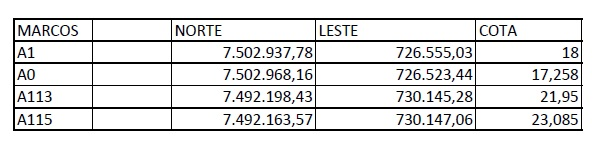 MARCOS NORTE LESTE COTA
A1 7.502.937,78 726.555,03 18
A0 7.502.968,16 726.523,44 17,258
A113 7.492.198,43 730.145,28 21,95
A115 7.492.163,57 730.147,06 23,085